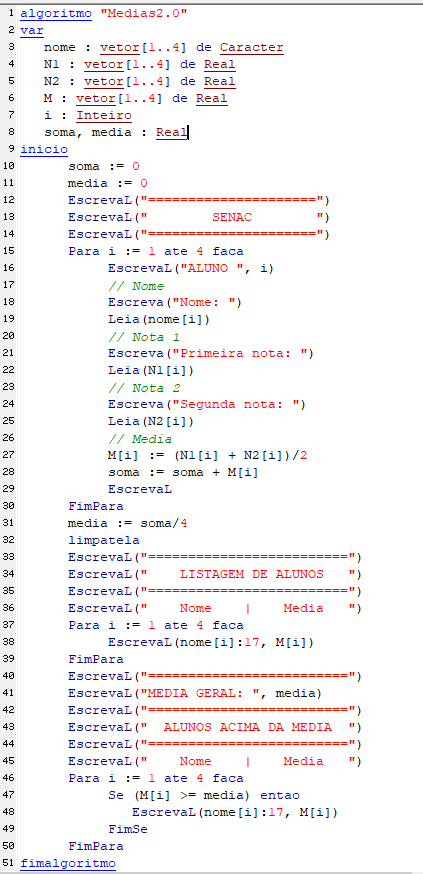 1 algoritmo "Medias2.0"
2 var
3 nome : vetor[1..4] de Caracter
4 N1 : vetor[1..4] de Real
5 N2 : vetor[1..4] de Real
6 M : vetor[1..4] de Real
7 i : Inteiro
8 soma, media : Real
9 inicio
10 soma := 0
11 media := 0
12 EscrevaL("=====================")
13 EscrevaL("        SENAC        ")
14 EscrevaL("=====================")
15 Para i := 1 ate 4 faca
16 EscrevaL("ALUNO ", i)
17 // Nome
18 Escreva("Nome: ")
19 Leia(nome[i])
20 // Nota 1
21 Escreva("Primeira nota: ")
22 Leia(N1[i])
23 // Nota 2
24 Escreva("Segunda nota: ")
25 Leia(N2[i])
26 // Media
27 M[i] := (N1[i] + N2[i])/2
28 soma := soma + M[i]
29 EscrevaL
30 FimPara
31 media := soma/4
32 limpatela
33 EscrevaL("=========================")
34 EscrevaL("    LISTAGEM DE ALUNOS   ")
35 EscrevaL("=========================")
36 EscrevaL("    Nome    |    Media   ")
37 Para i := 1 ate 4 faca
38 EscrevaL(nome[i]:17, M[i])
39 FimPara
40 EscrevaL("=========================")
41 EscrevaL("MEDIA GERAL: ", media)
42 EscrevaL("=========================")
43 EscrevaL("  ALUNOS ACIMA DA MEDIA  ")
44 EscrevaL("=========================")
45 EscrevaL("    Nome    |    Media   ")
46 Para i := 1 ate 4 faca
47 Se (M[i] >= media) entao
48 EscrevaL(nome[i]:17, M[i])
49 FimSe
50 FimPara
51 fimalgoritmo